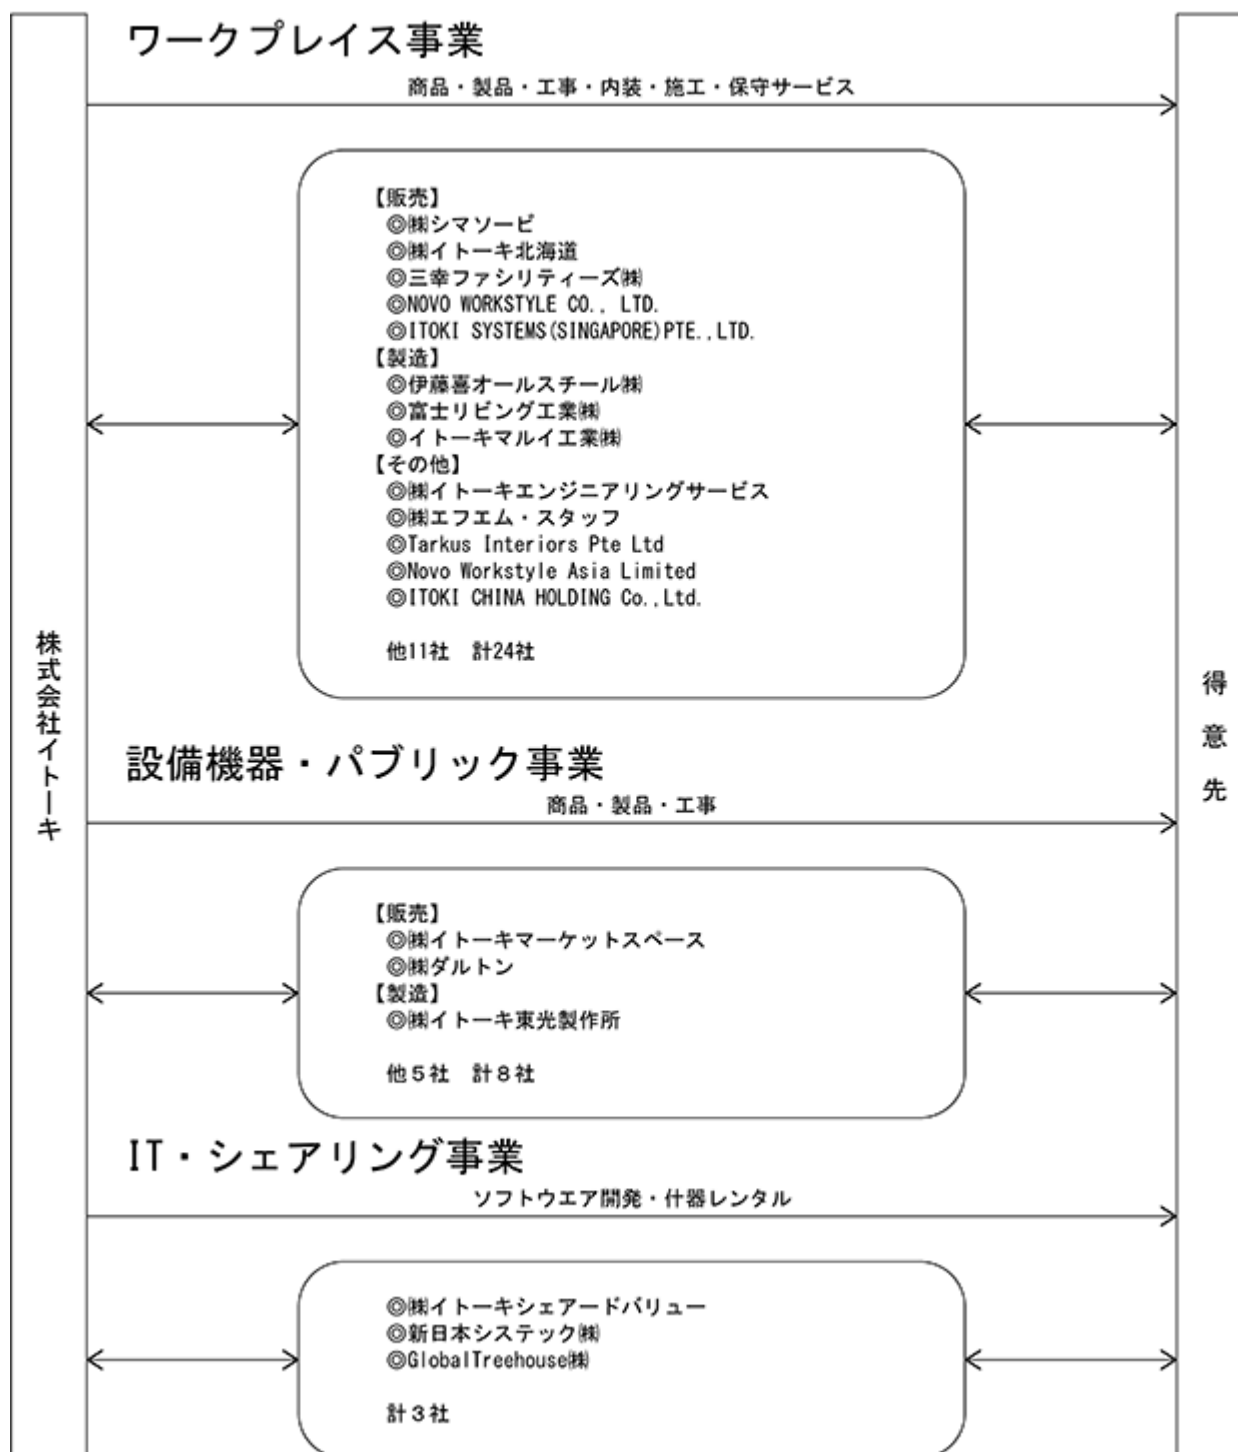 ワークプレイス事業
商品・製品・工事・内装・施工・保守サービス
【販売】
◎㈱シマソービ
◎㈱イトーキ北海道
◎三幸ファシリティーズ㈱
◎NOVO WORKSTYLE CO., LTD.
◎ITOKI SYSTEMS(SINGAPORE)PTE.,LTD.
【製造】
◎伊藤喜オールスチール㈱
◎富士リビング工業㈱
◎イトーキマルイ工業㈱
【その他】
◎㈱イトーキエンジニアリングサービス
◎㈱エフエム・スタッフ
◎Tarkus Interiors Pte Ltd
◎Novo Workstyle Asia Limited
◎ITOKI CHINA HOLDING Co.,Ltd.
他11社　計24社
株式会社イトーキ
得意先
設備機器・パブリック事業
商品・製品・工事
【販売】
◎㈱イトーキマーケットスペース
◎㈱ダルトン
【製造】
◎㈱イトーキ東光製作所
他５社　計８社
IT・シェアリング事業
ソフトウエア開発・什器レンタル
◎㈱イトーキシェアードバリュー
◎新日本システック㈱
◎GlobalTreehouse㈱
計３社